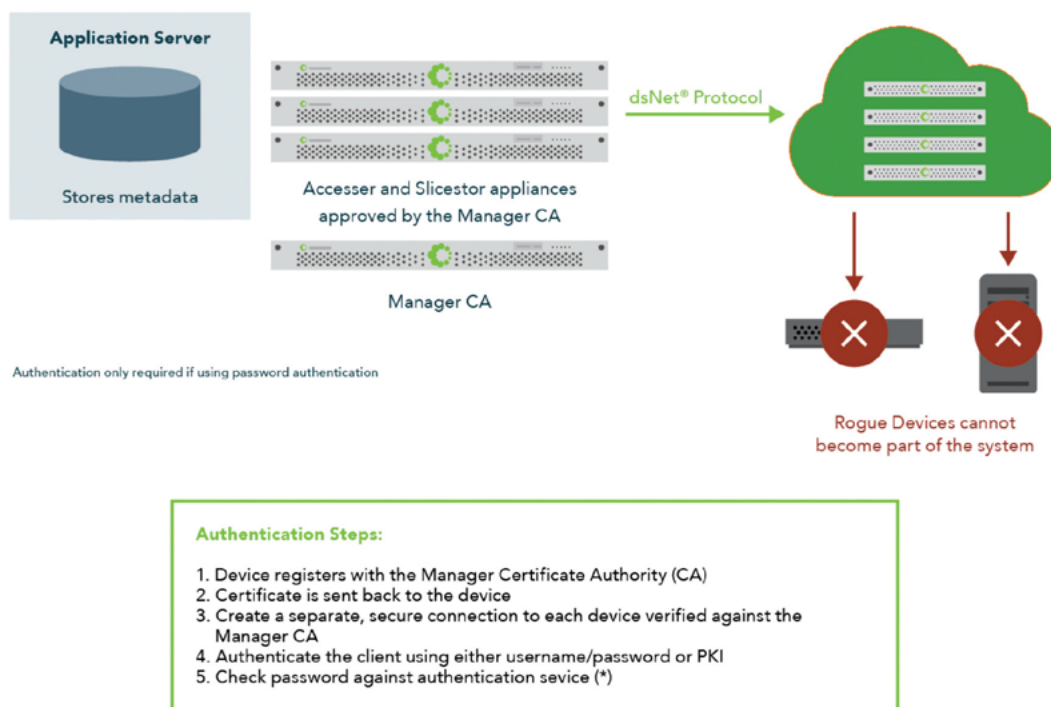 Application Server
Stores metadata
Accesser and Slicestor appliances
approved by the Manager CA
Manager CA
dsNet® Protocol
Rogue Devices cannot
become part of the system
Authentication only required if using password authentication
Authentication Steps:
1. Device registers with the Manager Certificate Authority (CA)
2. Certificate is sent back to the device
3. Create a separate, secure connection to each device verified against the
Manager CA
4. Authenticate the client using either username/password or PKI
5. Check password against authentication sevice (*)